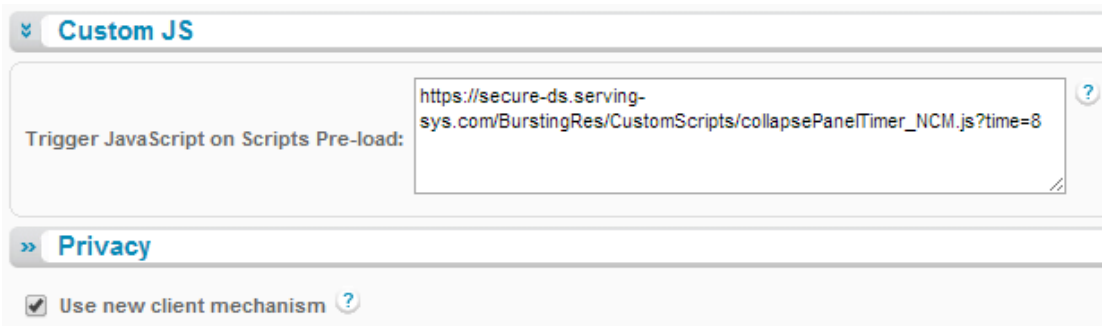 Custom JS
Trigger JavaScript on Scripts Pre-load:
https://secure-ds.serving-
sys.com/BurstingRes/CustomScripts/collapsePanelTimer_NCM.js?time=8
?
Privacy
Use new client mechanism ?